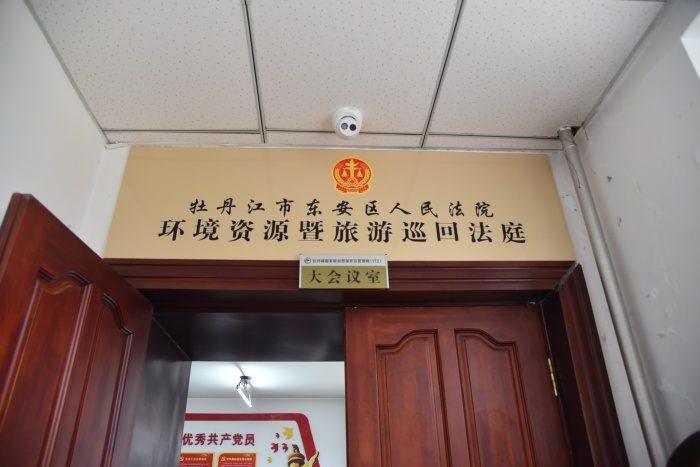 牡丹江市东安区人民法院
环境资源暨旅游巡回法庭
大会议室
优秀共产党员